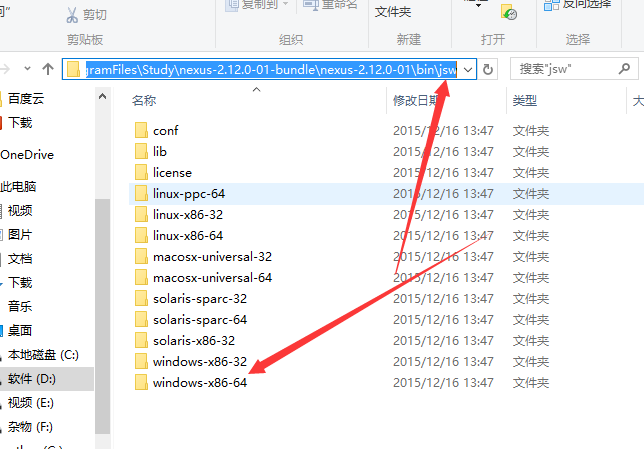 剪切
复制到
重命名
文件夹
反向选择
剪贴板
组织
新建
打开
选择
gramFiles\Study\nexus-2.12.0-01-bundle\nexus-2.12.0-01\bin\jsw
搜索"jsw"
百度云
下载
OneDrive
此电脑
视频
图片
文档
下载
音乐
桌面
本地磁盘 (C:)
软件 (D:)
视频 (E:)
杂物 (F:)
名称 修改日期 类型
conf 2015/12/16 13:47 文件夹
lib 2015/12/16 13:47 文件夹
license 2015/12/16 13:47 文件夹
linux-ppc-64 2015/12/16 13:47 文件夹
linux-x86-32 2015/12/16 13:47 文件夹
linux-x86-64 2015/12/16 13:47 文件夹
macosx-universal-32 2015/12/16 13:47 文件夹
macosx-universal-64 2015/12/16 13:47 文件夹
solaris-sparc-32 2015/12/16 13:47 文件夹
solaris-sparc-64 2015/12/16 13:47 文件夹
solaris-x86-32 2015/12/16 13:47 文件夹
windows-x86-32 2015/12/16 13:47 文件夹
windows-x86-64 2015/12/16 13:47 文件夹